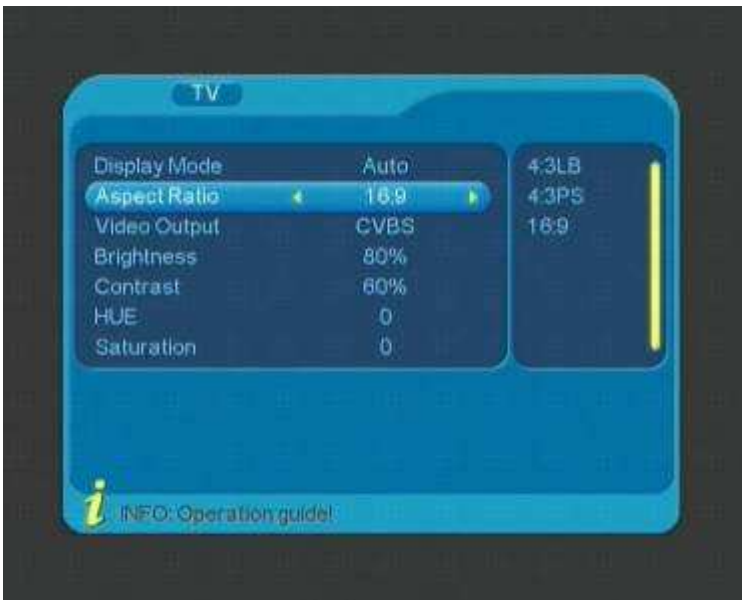 TV
Display Mode Auto
Aspect Ratio 16:9
Video Output CVBS
Brightness 80%
Contrast 60%
HUE 0
Saturation 0
4:3LB
4:3PS
16:9
i INFO: Operation guide!